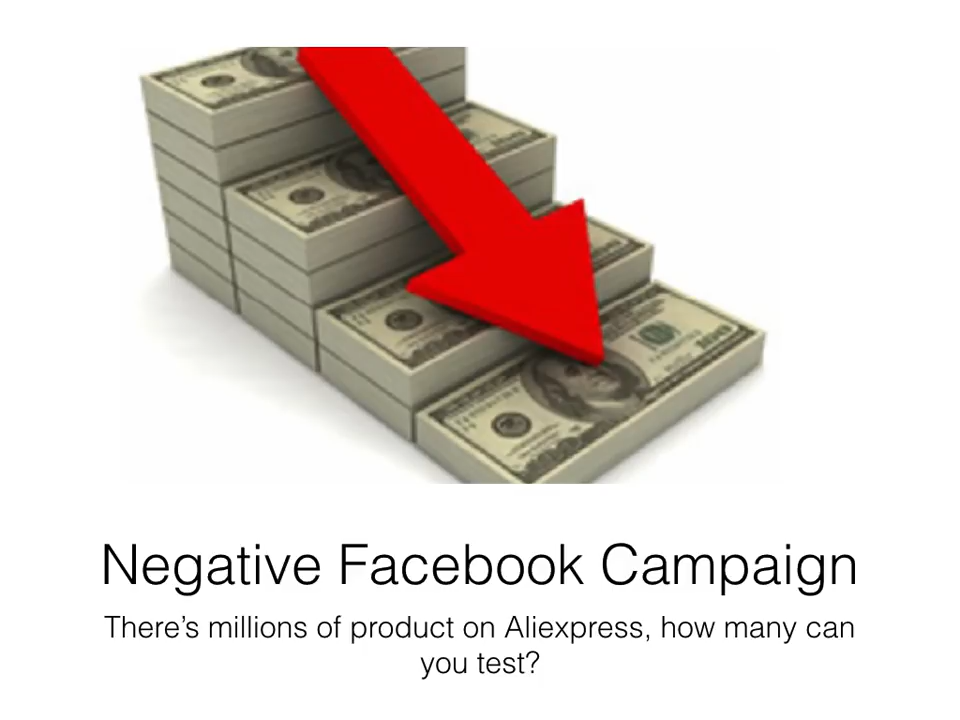 Negative Facebook Campaign
There’s millions of product on Aliexpress, how many can
you test?